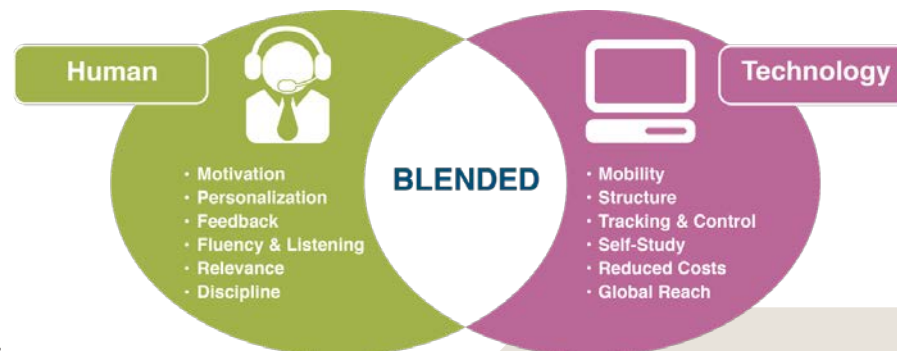 Human
• Motivation
• Personalization
• Feedback
• Fluency & Listening
• Relevance
• Discipline
BLENDED
Technology
• Mobility
• Structure
• Tracking & Control
• Self-Study
• Reduced Costs
• Global Reach